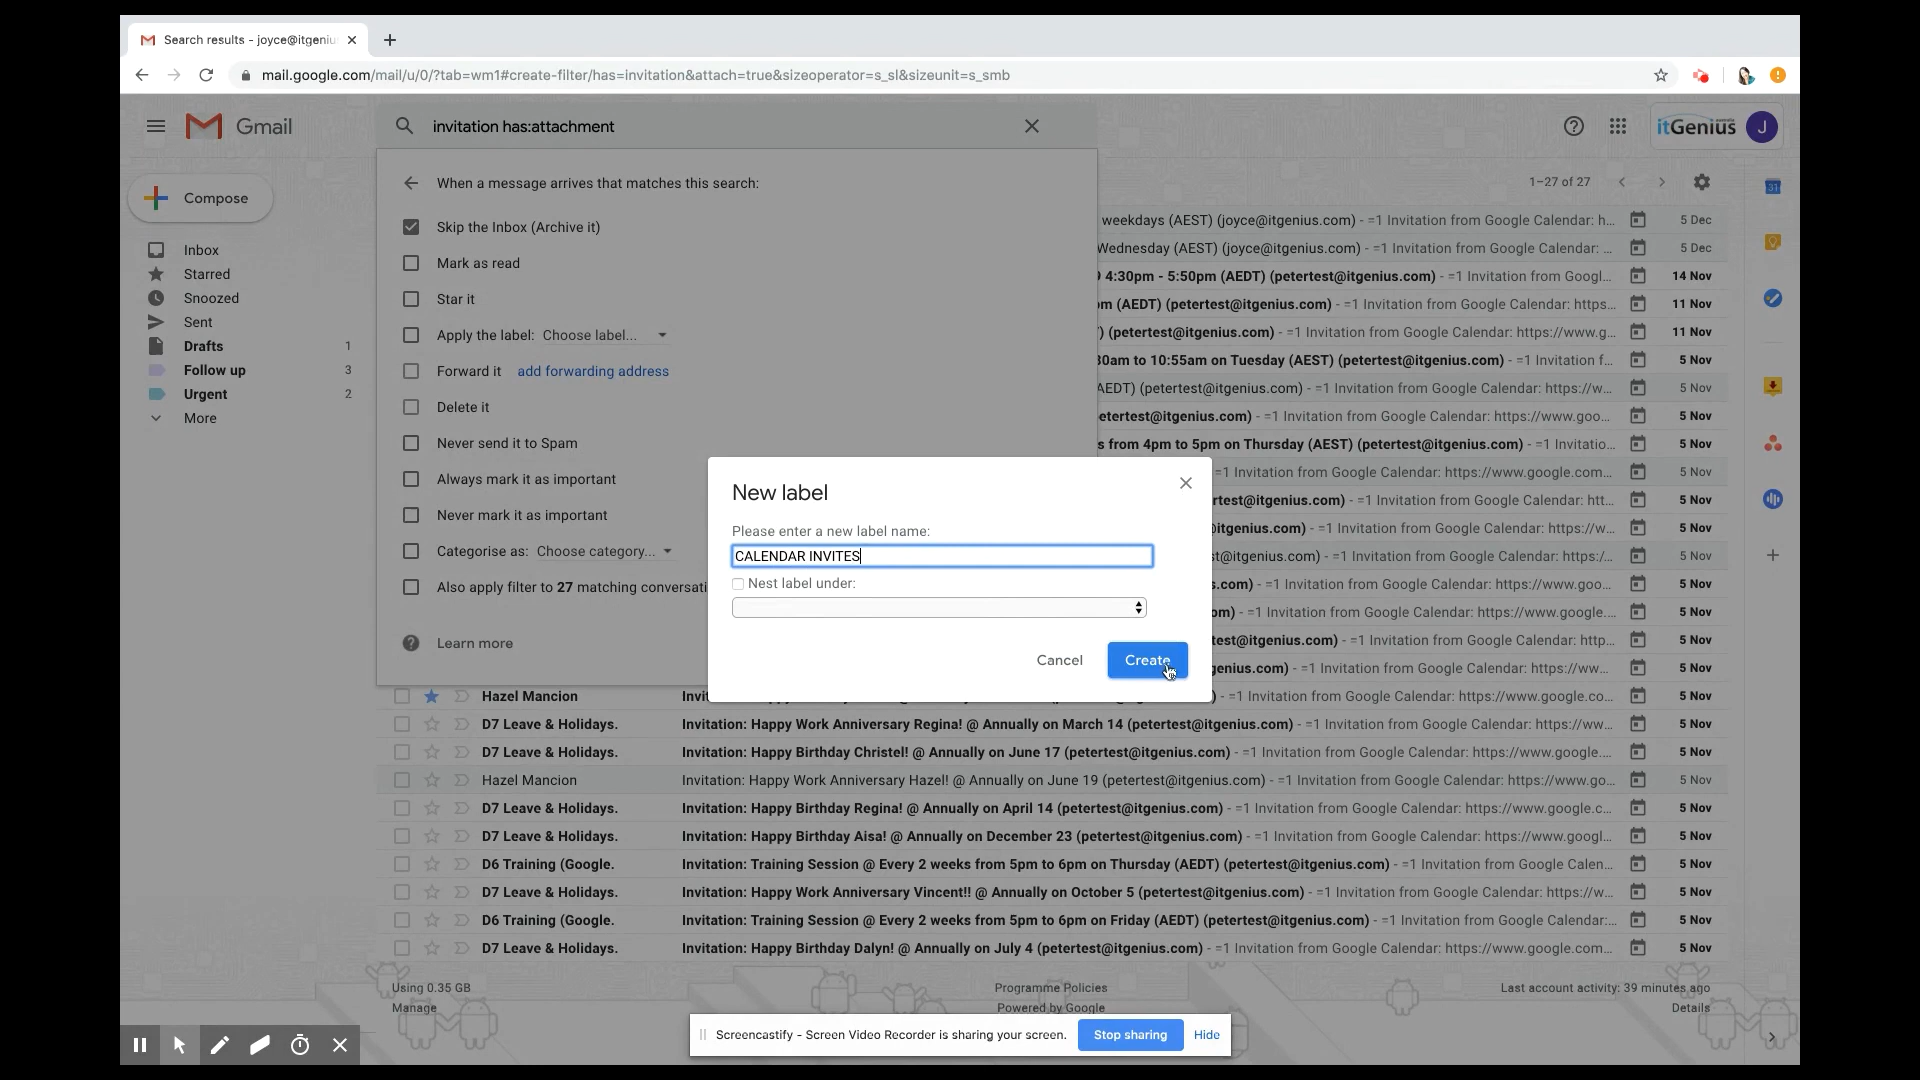 Search results - joyce@itgeniu
mail.google.com/mail/u/0/?tab=wm1#create-filter/has=invitation&attach=true&sizeoperator=s_sl&sizeunit=s_smb
Gmail
invitation has:attachment
itGenius
J
Compose
When a message arrives that matches this search:
1–27 of 27
31
Skip the Inbox (Archive it)
weekdays (AEST) (joyce@itgenius.com) - =1 Invitation from Google Calendar: h... 5 Dec
Inbox
Wednesday (AEST) (joyce@itgenius.com) - =1 Invitation from Google Calendar: ... 5 Dec
Mark as read
Starred
4:30pm - 5:50pm (AEDT) (petertest@itgenius.com) - =1 Invitation from Googl... 14 Nov
Snoozed
Star it
(AEDT) (petertest@itgenius.com) - =1 Invitation from Google Calendar: https... 11 Nov
Sent
Apply the label: Choose label...
(petertest@itgenius.com) - =1 Invitation from Google Calendar: https://www.g... 11 Nov
Drafts 1
to 10:55am on Tuesday (AEST) (petertest@itgenius.com) - =1 Invitation f... 5 Nov
Follow up 3
Forward it add forwarding address
AEDT) (petertest@itgenius.com) - =1 Invitation from Google Calendar: https://w... 5 Nov
Urgent 2
Delete it
etertest@itgenius.com) - =1 Invitation from Google Calendar: https://www.goo... 5 Nov
More
Never send it to Spam
s from 4pm to 5pm on Thursday (AEST) (petertest@itgenius.com) - =1 Invitatio... 5 Nov
Always mark it as important
=1 Invitation from Google Calendar: https://www.google.com... 5 Nov
Never mark it as important
rtest@itgenius.com) - =1 Invitation from Google Calendar: htt... 5 Nov
itgenius.com) - =1 Invitation from Google Calendar: https://w... 5 Nov
Categorise as: Choose category...
st@itgenius.com) - =1 Invitation from Google Calendar: https:/... 5 Nov
Also apply filter to 27 matching conversati
s.com) - =1 Invitation from Google Calendar: https://www.goo... 5 Nov
om) - =1 Invitation from Google Calendar: https://www.google.... 5 Nov
Learn more
test@itgenius.com) - =1 Invitation from Google Calendar: http... 5 Nov
genius.com) - =1 Invitation from Google Calendar: https://ww... 5 Nov
New label
Please enter a new label name:
CALENDAR INVITES
Nest label under:
Cancel
Create
Hazel Mancion - =1 Invitation from Google Calendar: https://www.google.co... 5 Nov
D7 Leave & Holidays. Invitation: Happy Work Anniversary Regina! @ Annually on March 14 (petertest@itgenius.com) - =1 Invitation from Google Calendar: https://ww... 5 Nov
D7 Leave & Holidays. Invitation: Happy Birthday Christel! @ Annually on June 17 (petertest@itgenius.com) - =1 Invitation from Google Calendar: https://www.google.... 5 Nov
Hazel Mancion Invitation: Happy Work Anniversary Hazel! @ Annually on June 19 (petertest@itgenius.com) - =1 Invitation from Google Calendar: https://www.go... 5 Nov
D7 Leave & Holidays. Invitation: Happy Birthday Regina! @ Annually on April 14 (petertest@itgenius.com) - =1 Invitation from Google Calendar: https://www.google.c... 5 Nov
D7 Leave & Holidays. Invitation: Happy Birthday Aisa! @ Annually on December 23 (petertest@itgenius.com) - =1 Invitation from Google Calendar: https://www.googl... 5 Nov
D6 Training (Google. Invitation: Training Session @ Every 2 weeks from 5pm to 6pm on Thursday (AEDT) (petertest@itgenius.com) - =1 Invitation from Google Calen... 5 Nov
D7 Leave & Holidays. Invitation: Happy Work Anniversary Vincent!! @ Annually on October 5 (petertest@itgenius.com) - =1 Invitation from Google Calendar: https://w... 5 Nov
D6 Training (Google. Invitation: Training Session @ Every 2 weeks from 5pm to 6pm on Friday (AEDT) (petertest@itgenius.com) - =1 Invitation from Google Calendar:... 5 Nov
D7 Leave & Holidays. Invitation: Happy Birthday Dalyn! @ Annually on July 4 (petertest@itgenius.com) - =1 Invitation from Google Calendar: https://www.google.com... 5 Nov
Using 0.35 GB
Manage
Programme Policies
Powered by Google
Last account activity: 39 minutes ago
Details
Screencastify - Screen Video Recorder is sharing your screen. Stop sharing Hide